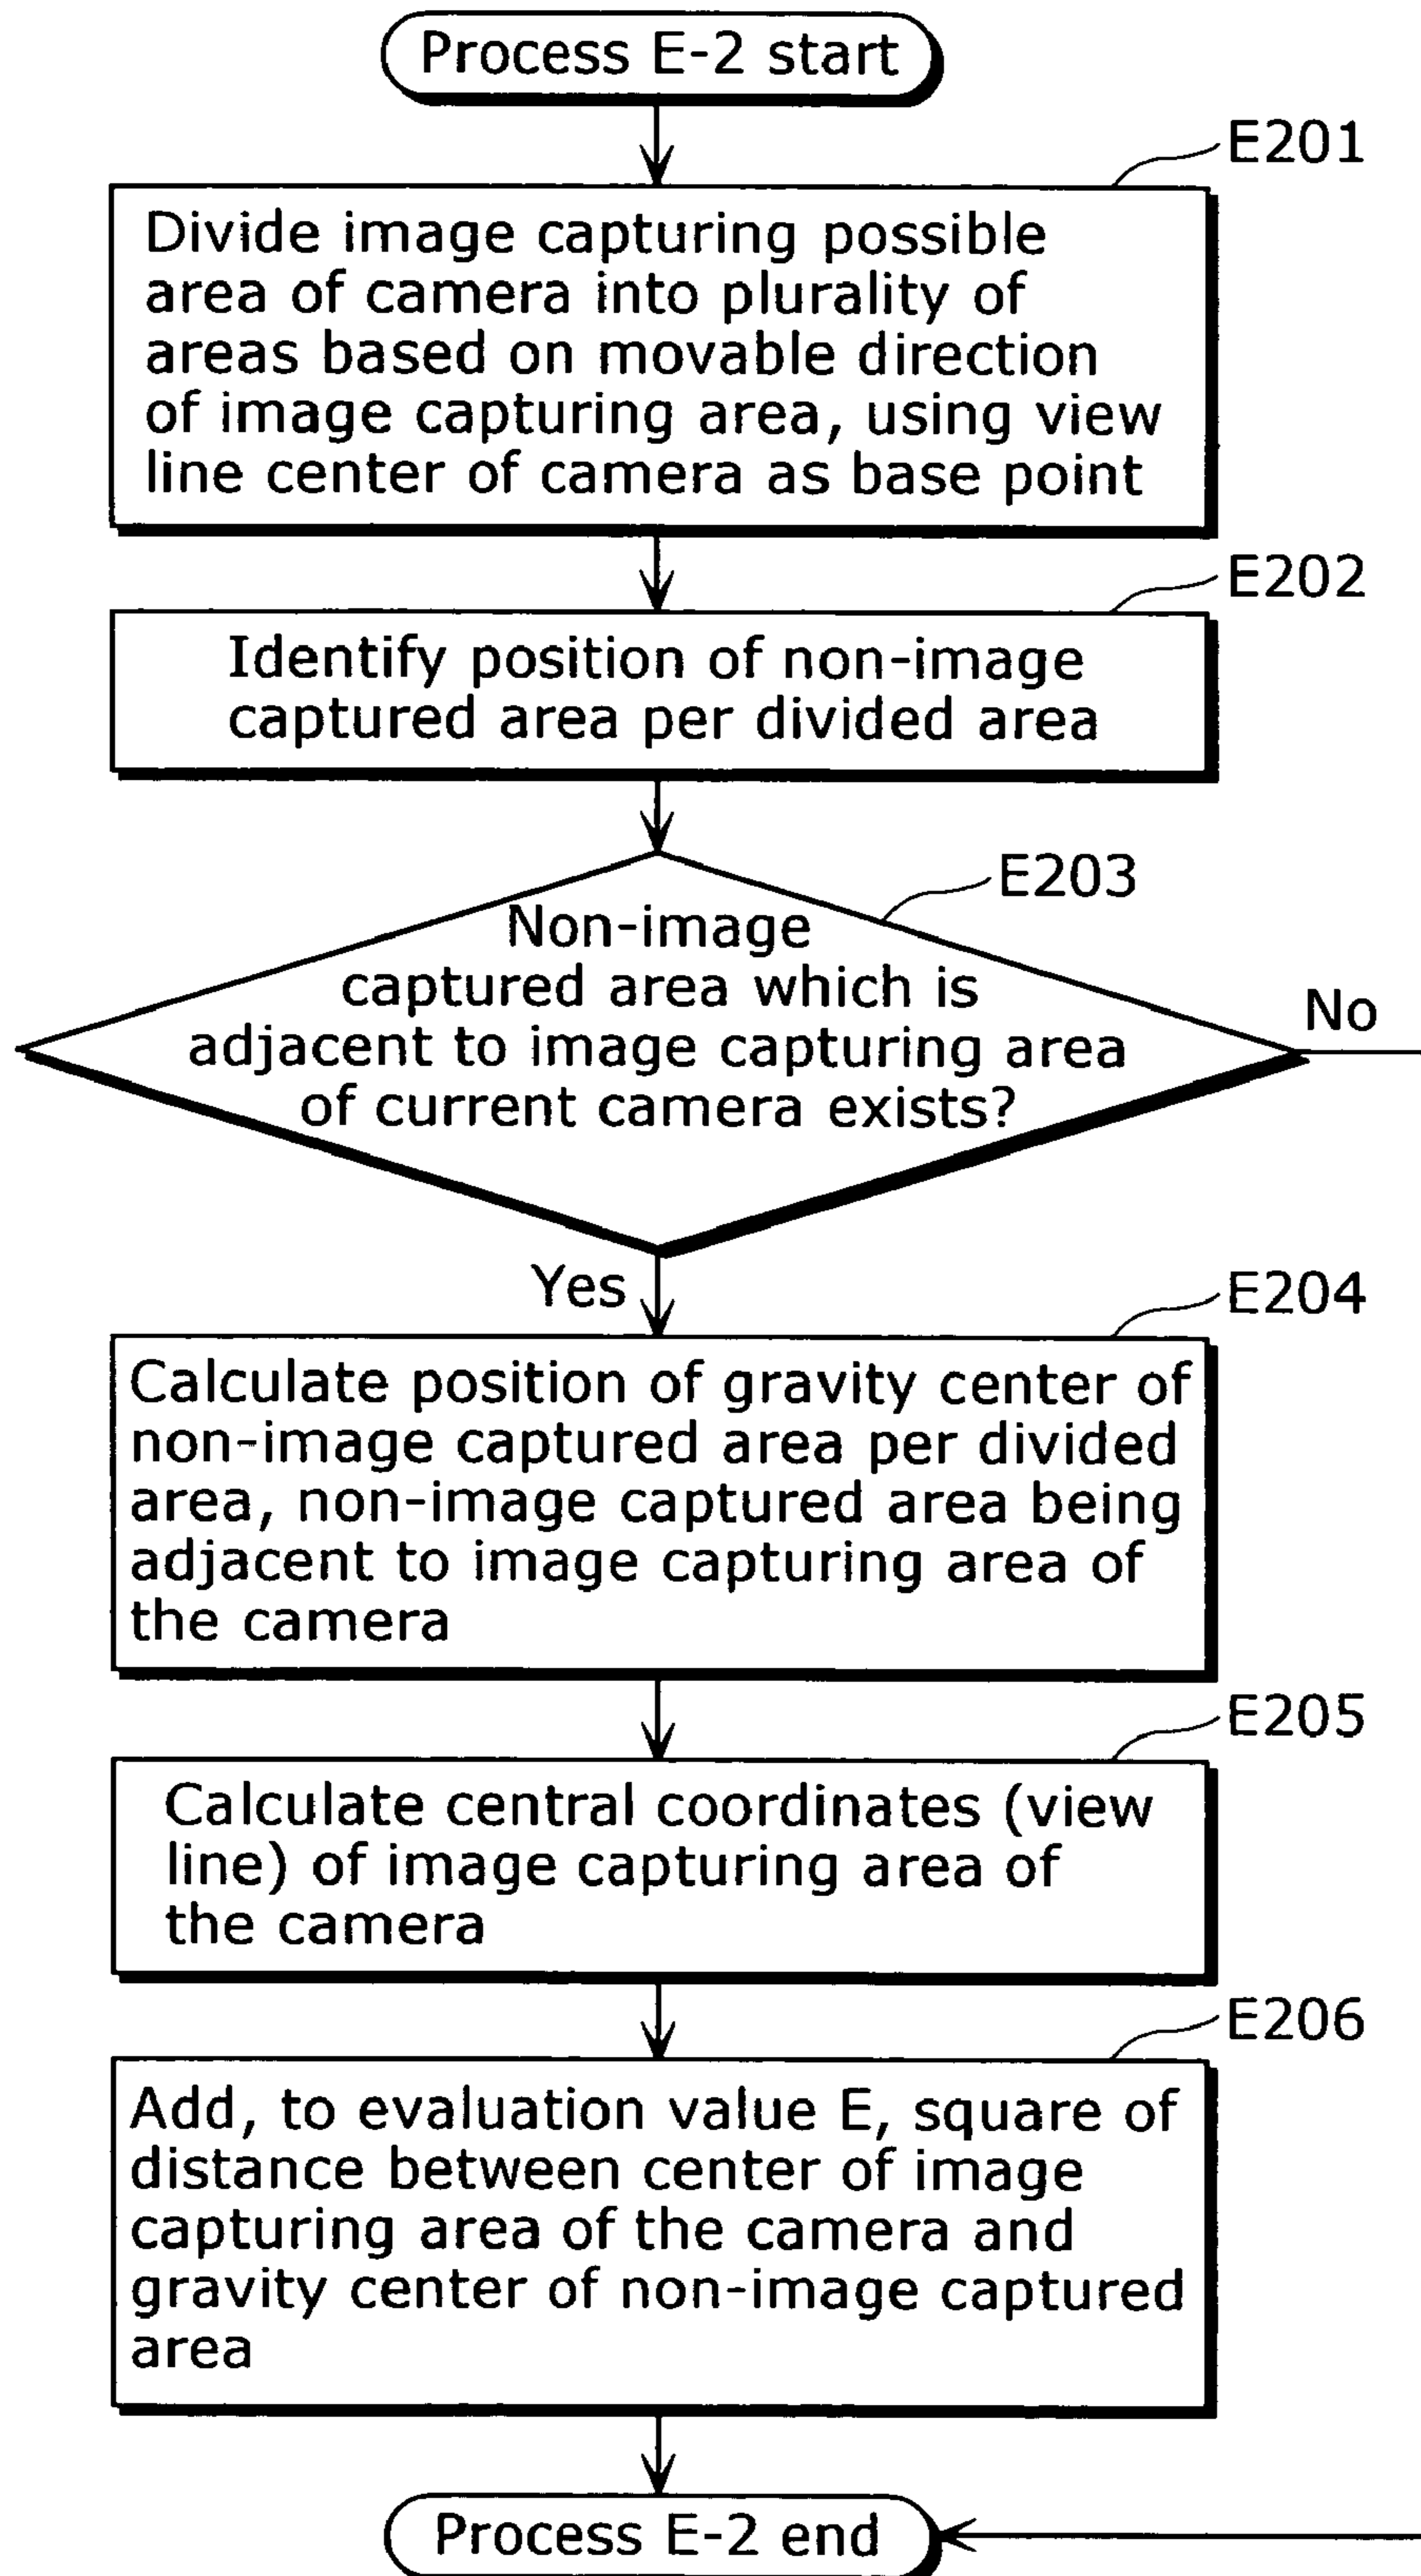 Process E-2 start
E201
Divide image capturing possible
area of camera into plurality of
areas based on movable direction
of image capturing area, using view
line center of camera as base point
E202
Identify position of non-image
captured area per divided area
E203
Non-image
captured area which is
adjacent to image capturing area
of current camera exists?
No
Yes
E204
Calculate position of gravity center of
non-image captured area per divided
area, non-image captured area being
adjacent to image capturing area of
the camera
E205
Calculate central coordinates (view
line) of image capturing area of
the camera
E206
Add, to evaluation value E, square of
distance between center of image
capturing area of the camera and
gravity center of non-image captured
area
Process E-2 end